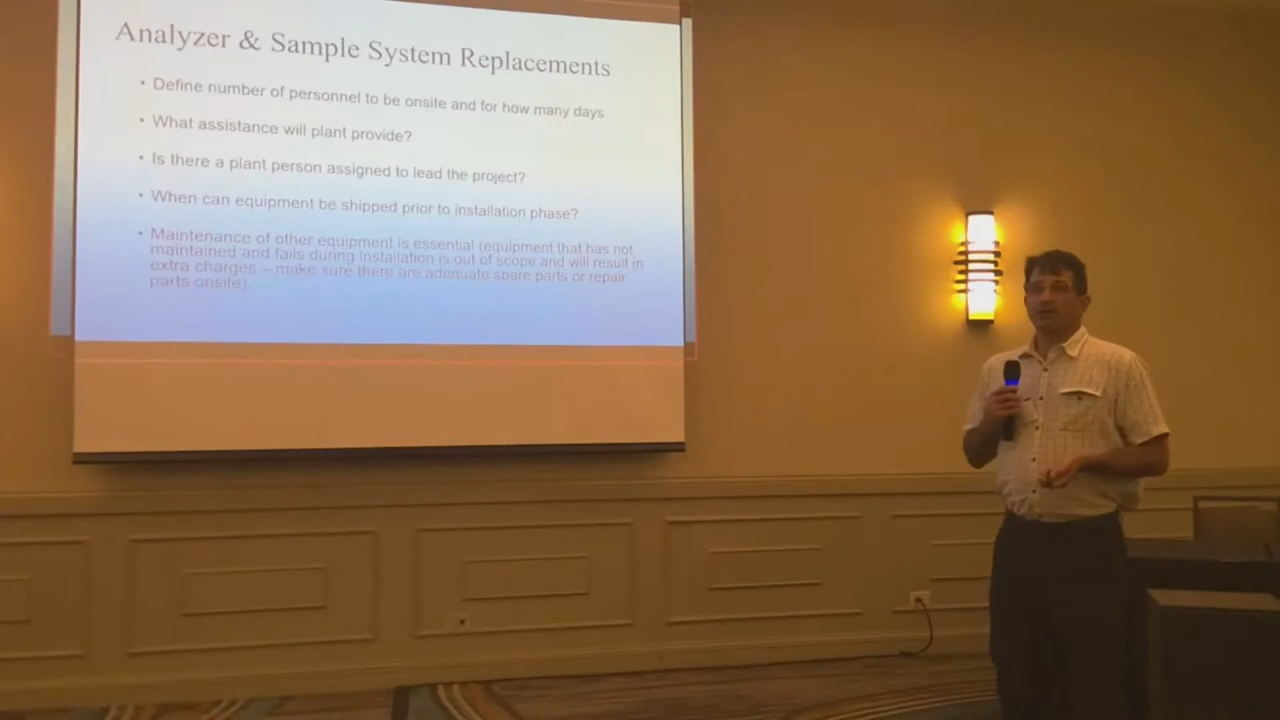 Analyzer & Sample System Replacements
• Define number of personnel to be onsite and for how many days.
• What assistance will plant provide?
• Is there a plant person assigned to lead the project?
• When can equipment be shipped prior to installation phase?
• Maintenance of other equipment is essential (equipment that has not
maintained and fails during installation is out of scope and will result in
extra charges – make sure there are adequate spare parts or repair
parts onsite).